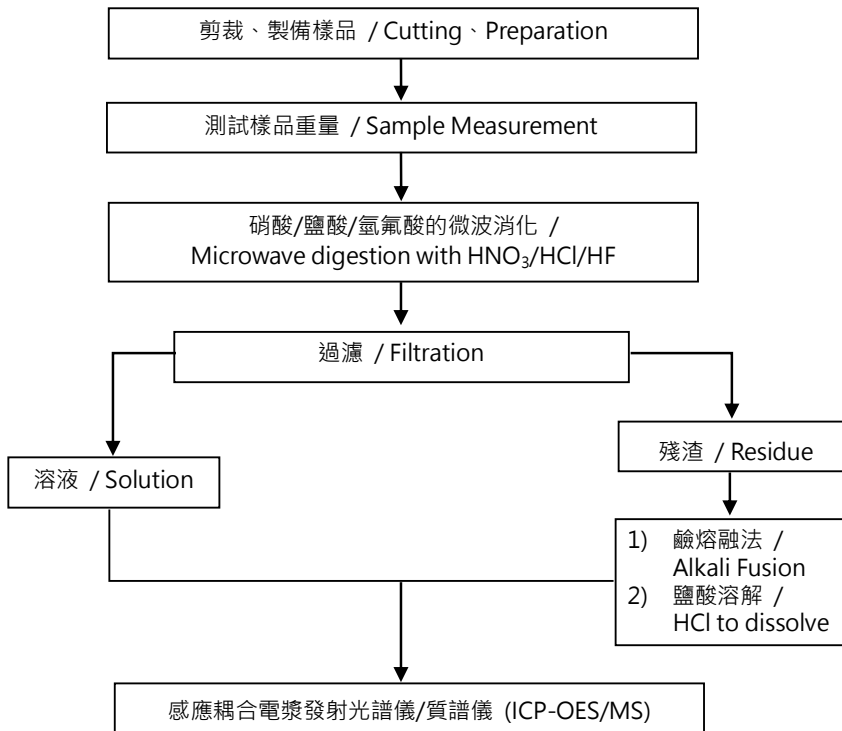 剪裁、製備樣品 / Cutting、Preparation
測試樣品重量 / Sample Measurement
硝酸/鹽酸/氫氟酸的微波消化 /
Microwave digestion with HNO₃/HCl/HF
過濾 / Filtration
溶液 / Solution
殘渣 / Residue
1) 鹼熔融法 /
Alkali Fusion
2) 鹽酸溶解 /
HCl to dissolve
感應耦合電漿發射光譜儀/質譜儀 (ICP-OES/MS)